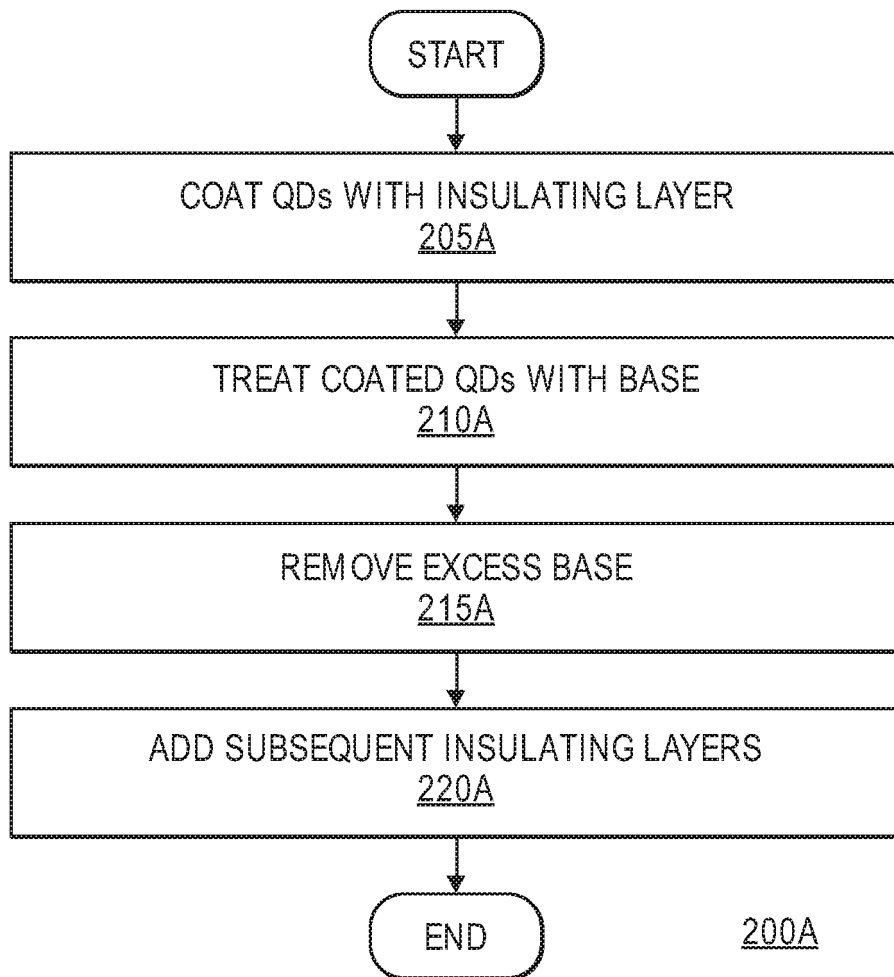 START
COAT QDs WITH INSULATING LAYER
205A
TREAT COATED QDs WITH BASE
210A
REMOVE EXCESS BASE
215A
ADD SUBSEQUENT INSULATING LAYERS
220A
END
200A